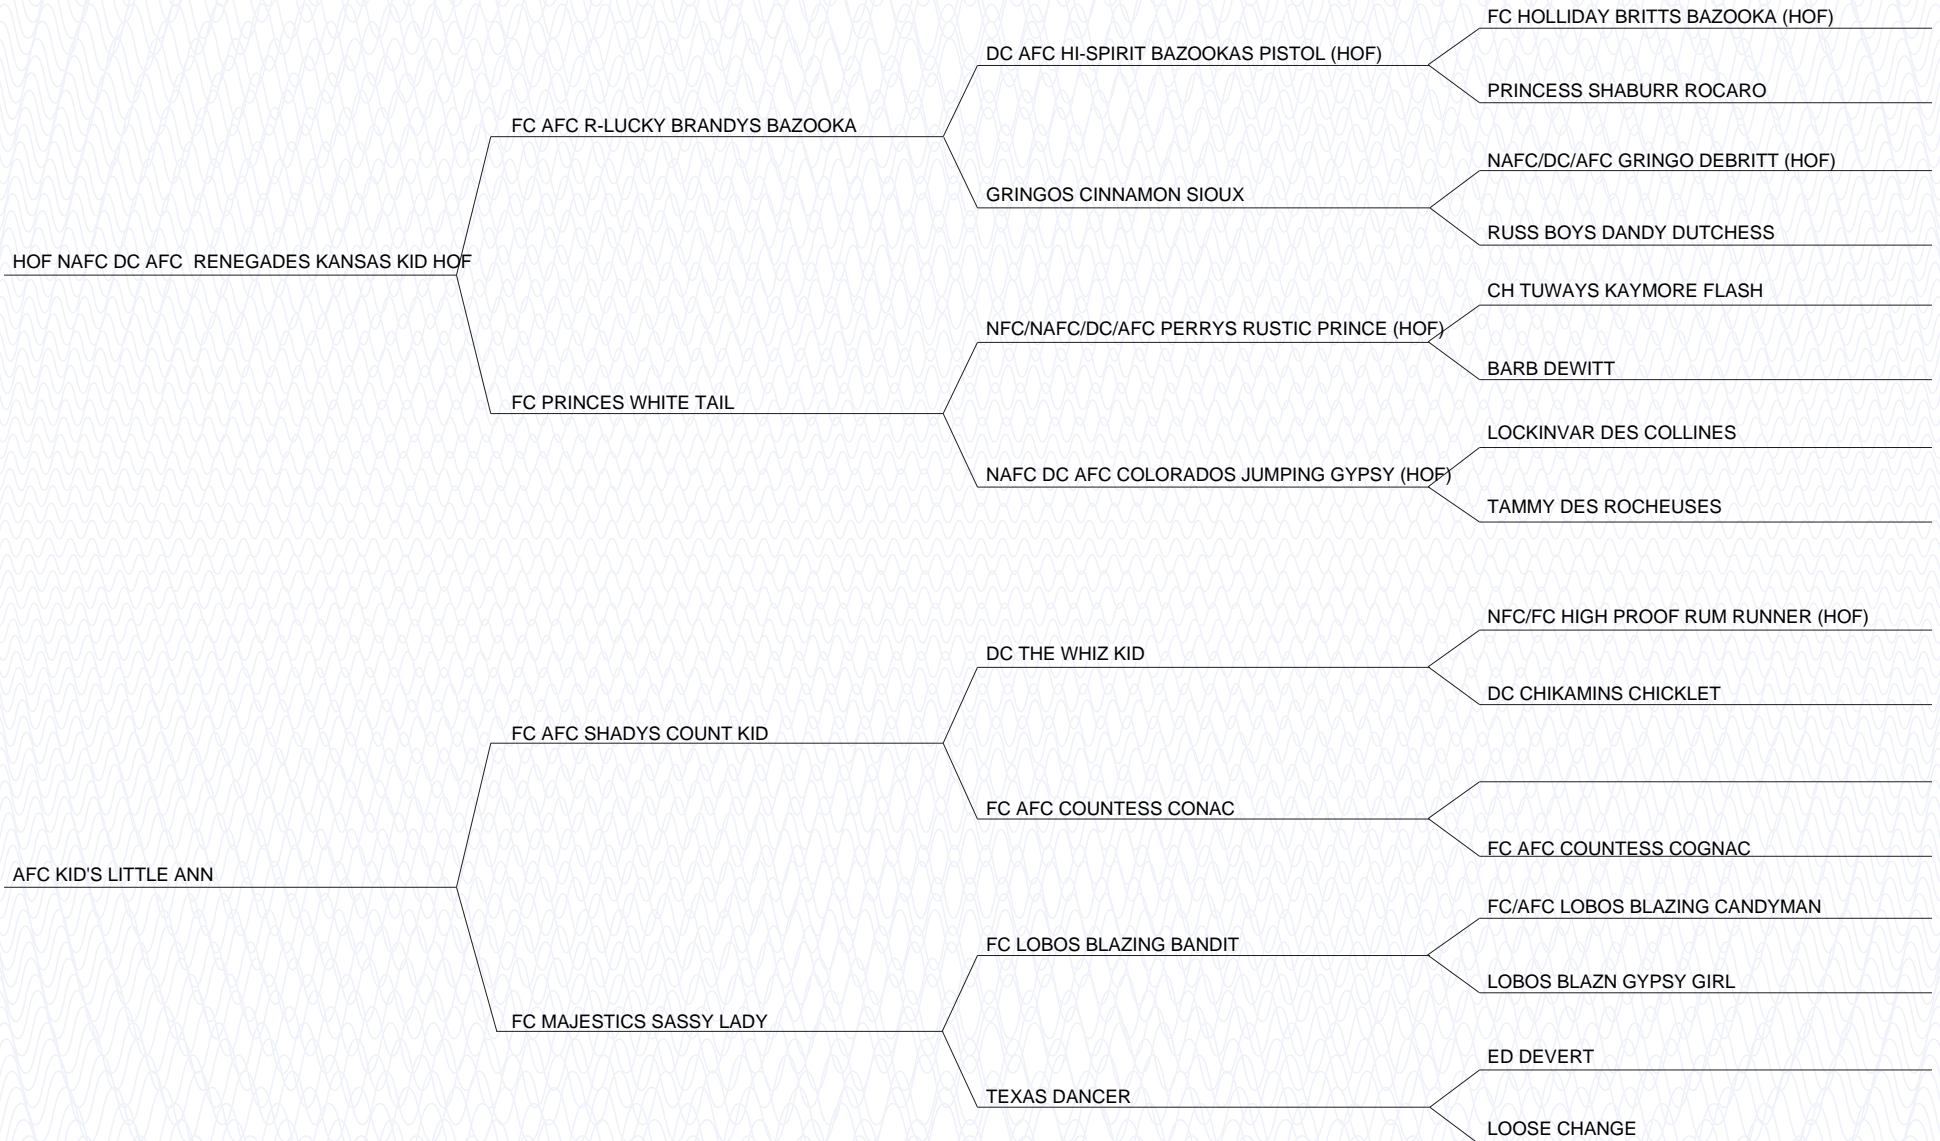 FC HOLLIDAY BRITTS BAZOOKA (HOF)
DC AFC HI-SPIRIT BAZOOKAS PISTOL (HOF)
PRINCESS SHABURR ROCARO
FC AFC R-LUCKY BRANDYS BAZOOKA
NAFC/DC/AFC GRINGO DEBRITT (HOF)
GRINGOS CINNAMON SIOUX
RUSS BOYS DANDY DUTCHESS
HOF NAFC DC AFC  RENEGADES KANSAS KID HOF
CH TUWAYS KAYMORE FLASH
NFC/NAFC/DC/AFC PERRYS RUSTIC PRINCE (HOF)
BARB DEWITT
FC PRINCES WHITE TAIL
LOCKINVAR DES COLLINES
NAFC DC AFC COLORADOS JUMPING GYPSY (HOF)
TAMMY DES ROCHEUSES
NFC/FC HIGH PROOF RUM RUNNER (HOF)
DC THE WHIZ KID
DC CHIKAMINS CHICKLET
FC AFC SHADYS COUNT KID
FC AFC COUNTESS CONAC
FC AFC COUNTESS COGNAC
AFC KID'S LITTLE ANN
FC/AFC LOBOS BLAZING CANDYMAN
FC LOBOS BLAZING BANDIT
LOBOS BLAZN GYPSY GIRL
FC MAJESTICS SASSY LADY
ED DEVERT
TEXAS DANCER
LOOSE CHANGE